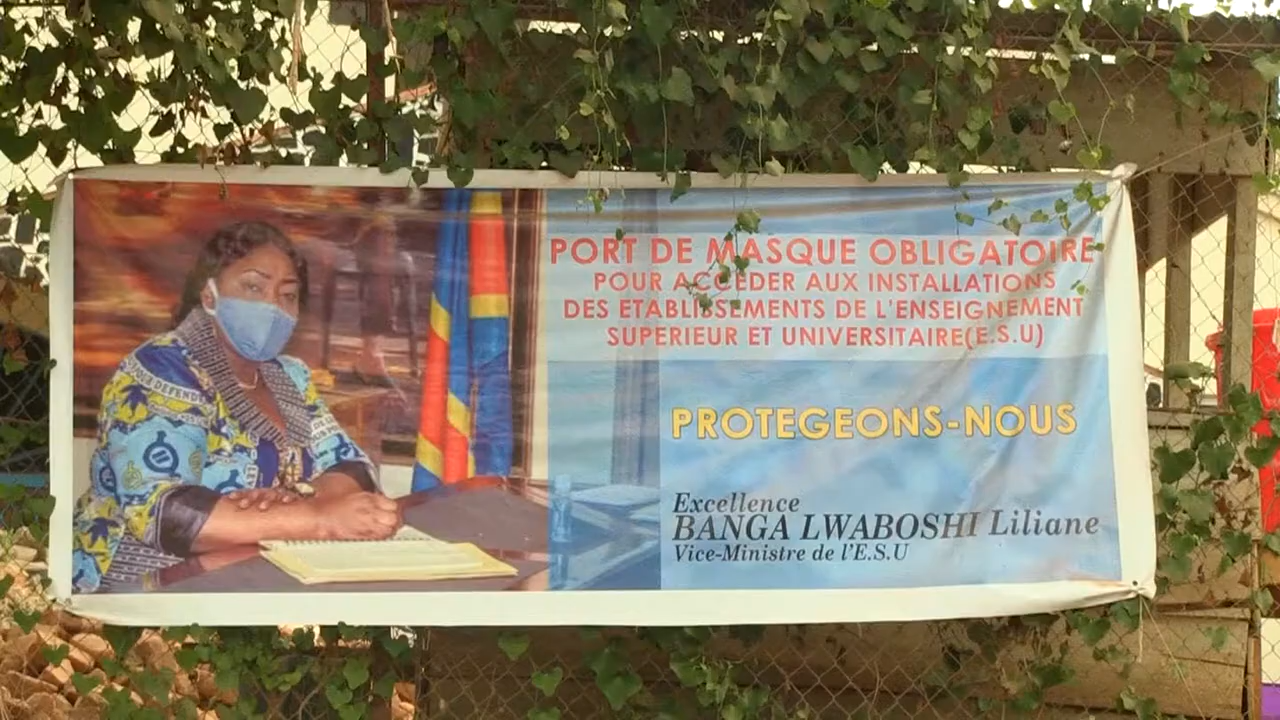 PORT DE MASQUE OBLIGATOIRE
POUR ACCEDER AUX INSTALLATIONS
DES ETABLISSEMENTS DE L'ENSEIGNEMENT
SUPERIEUR ET UNIVERSITAIRE(E.S.U)
PROTEGEONS-NOUS
Excellence
BANGA LWABOSHI Liliane
Vice-Ministre de l'E.S.U